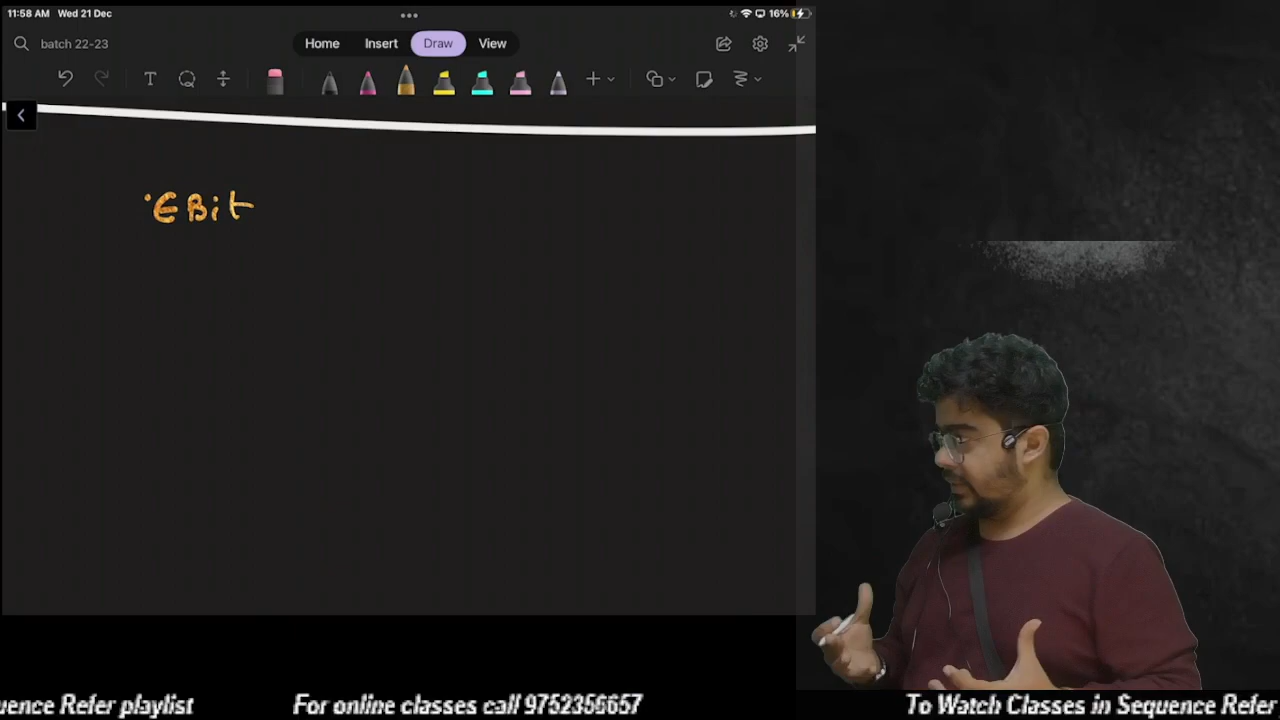 11:58 AM Wed 21 Dec
16%
batch 22-23
Home Insert Draw View
T
EBit
uence Refer playlist For online classes call 9752356657 To Watch Classes in Sequence Refer